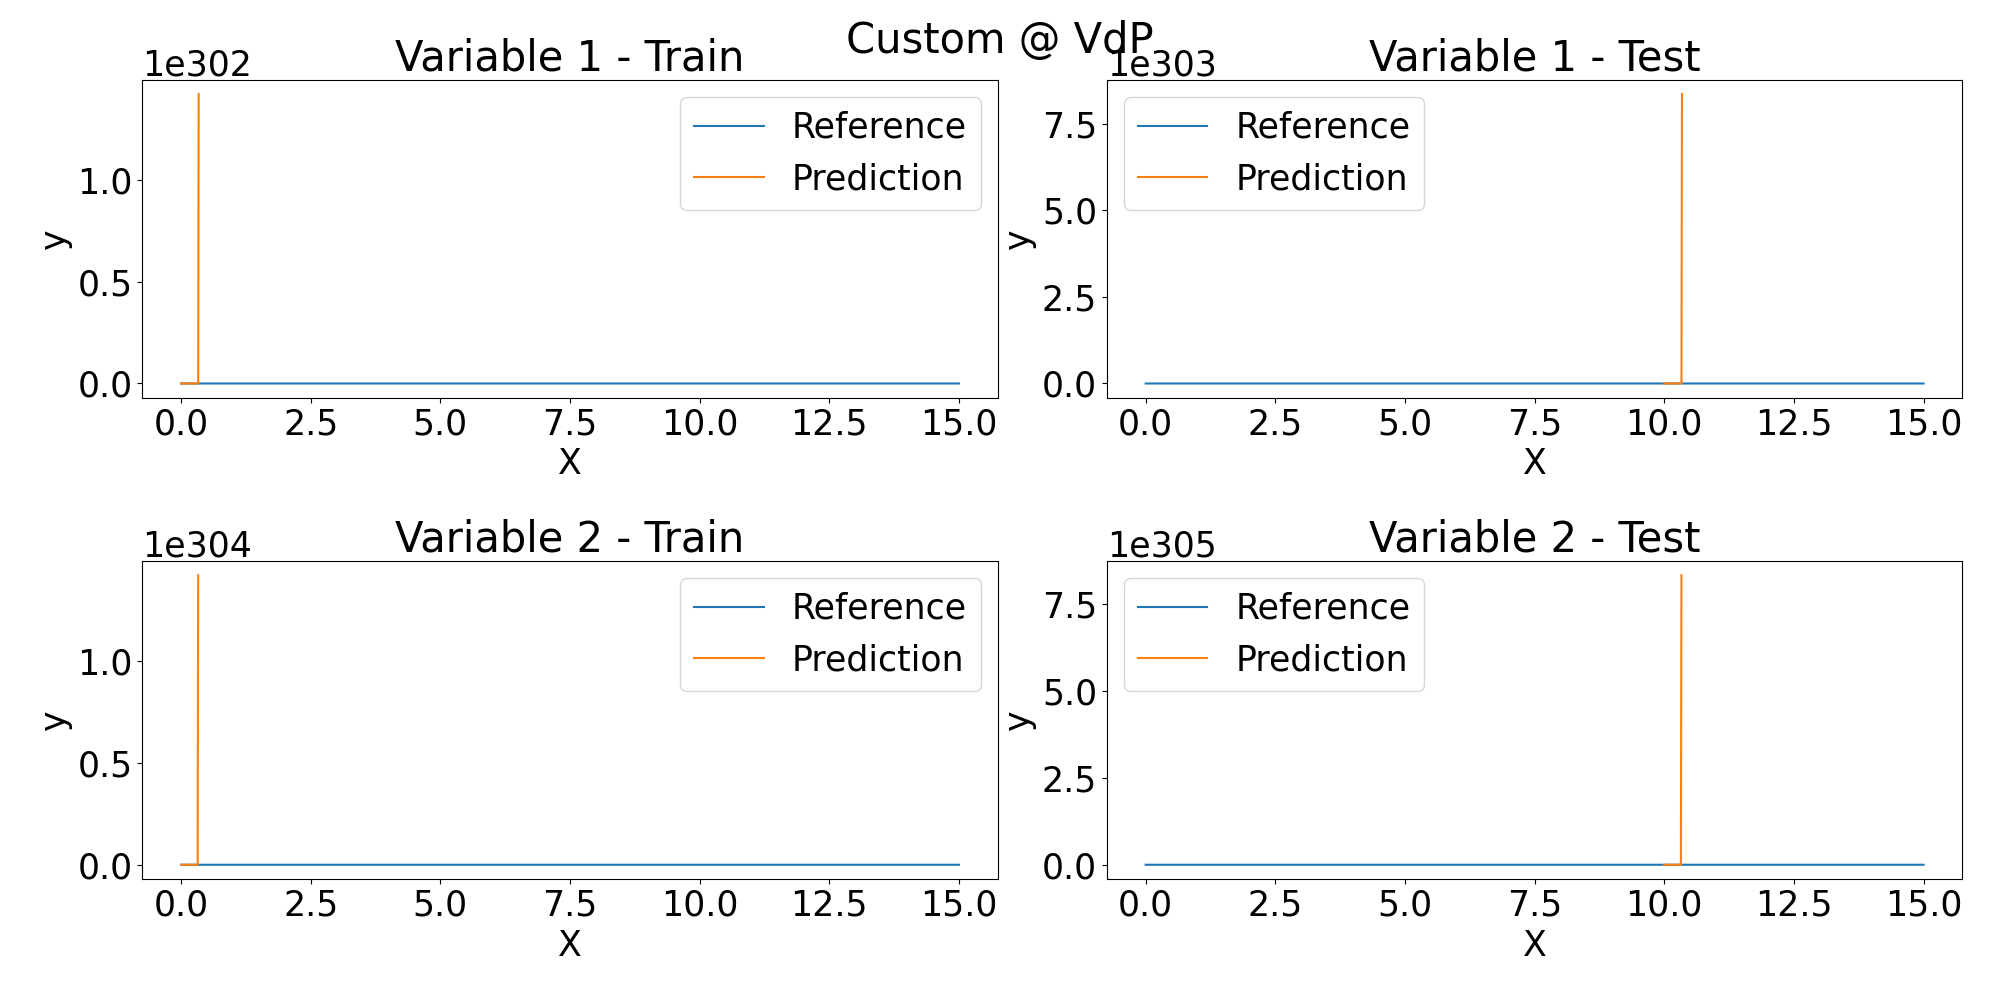 Custom @ VdP
Variable 1 - Train
1e302
1.0
0.5
0.0
y
Reference
Prediction
0.0 2.5 5.0 7.5 10.0 12.5 15.0
X
Variable 1 - Test
1e303
7.5
5.0
2.5
0.0
y
Reference
Prediction
0.0 2.5 5.0 7.5 10.0 12.5 15.0
X
Variable 2 - Train
1e304
1.0
0.5
0.0
y
Reference
Prediction
0.0 2.5 5.0 7.5 10.0 12.5 15.0
X
Variable 2 - Test
1e305
7.5
5.0
2.5
0.0
y
Reference
Prediction
0.0 2.5 5.0 7.5 10.0 12.5 15.0
X